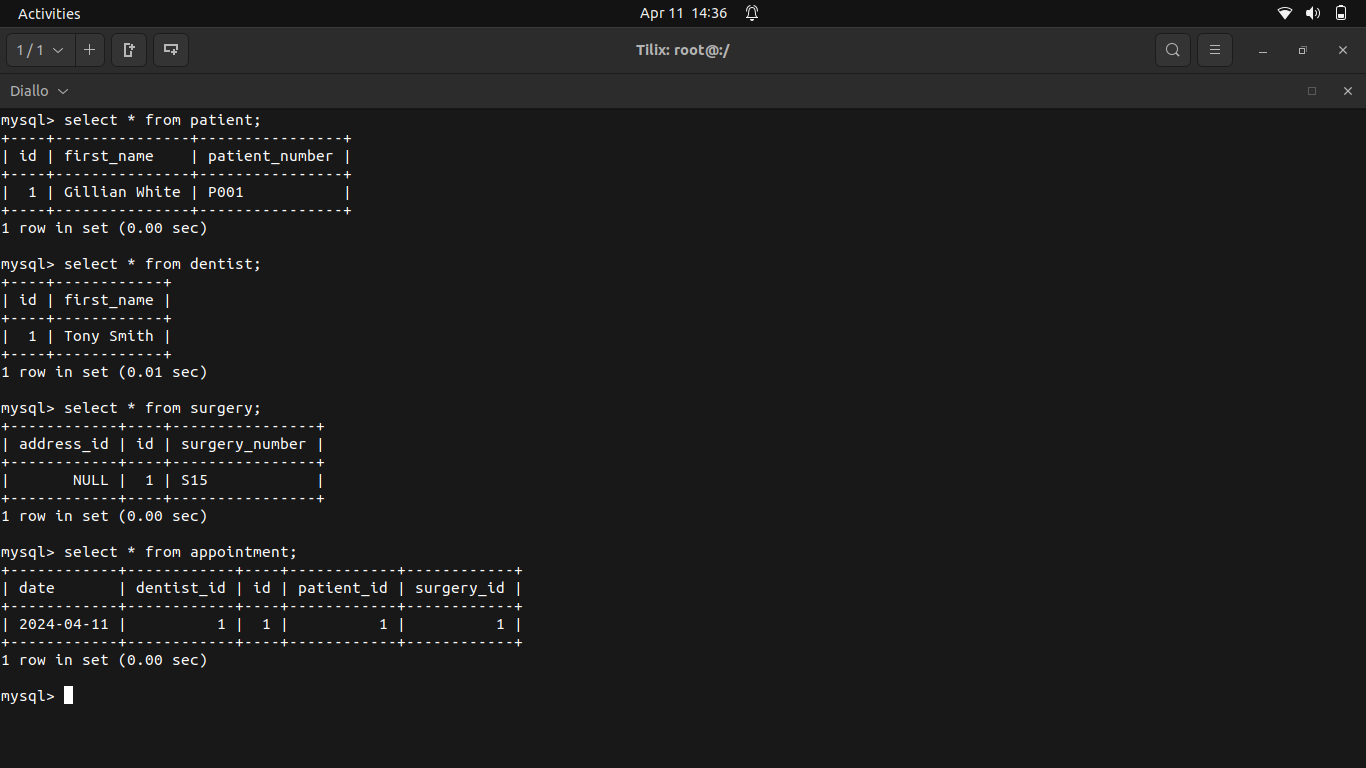 Activities
Apr 11 14:36
1 / 1
Tilix: root@:/
Diallo
mysql> select * from patient;
+----+---------------+----------------+
| id | first_name    | patient_number |
+----+---------------+----------------+
|  1 | Gillian White | P001           |
+----+---------------+----------------+
1 row in set (0.00 sec)
mysql> select * from dentist;
+----+------------+
| id | first_name |
+----+------------+
|  1 | Tony Smith |
+----+------------+
1 row in set (0.01 sec)
mysql> select * from surgery;
+------------+----+----------------+
| address_id | id | surgery_number |
+------------+----+----------------+
|       NULL |  1 | S15            |
+------------+----+----------------+
1 row in set (0.00 sec)
mysql> select * from appointment;
+------------+------------+----+------------+------------+
| date       | dentist_id | id | patient_id | surgery_id |
+------------+------------+----+------------+------------+
| 2024-04-11 |          1 |  1 |          1 |          1 |
+------------+------------+----+------------+------------+
1 row in set (0.00 sec)
mysql>